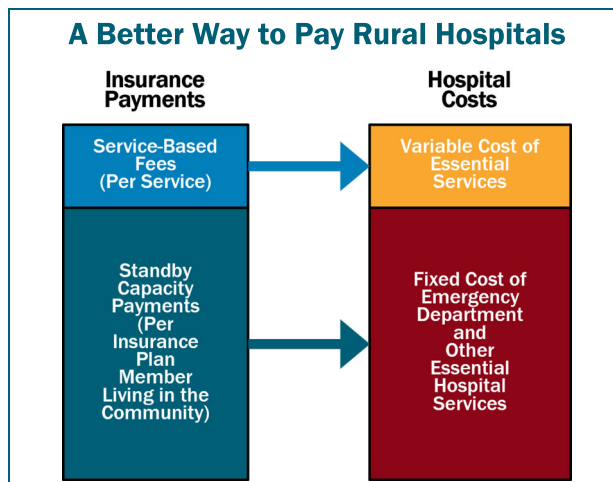 A Better Way to Pay Rural Hospitals
Insurance
Payments
Hospital
Costs
Service-Based
Fees
(Per Service)
Variable Cost of
Essential
Services
Standby
Capacity
Payments
(Per
Insurance
Plan
Member
Living in the
Community)
Fixed Cost of
Emergency
Department
and
Other
Essential
Hospital
Services